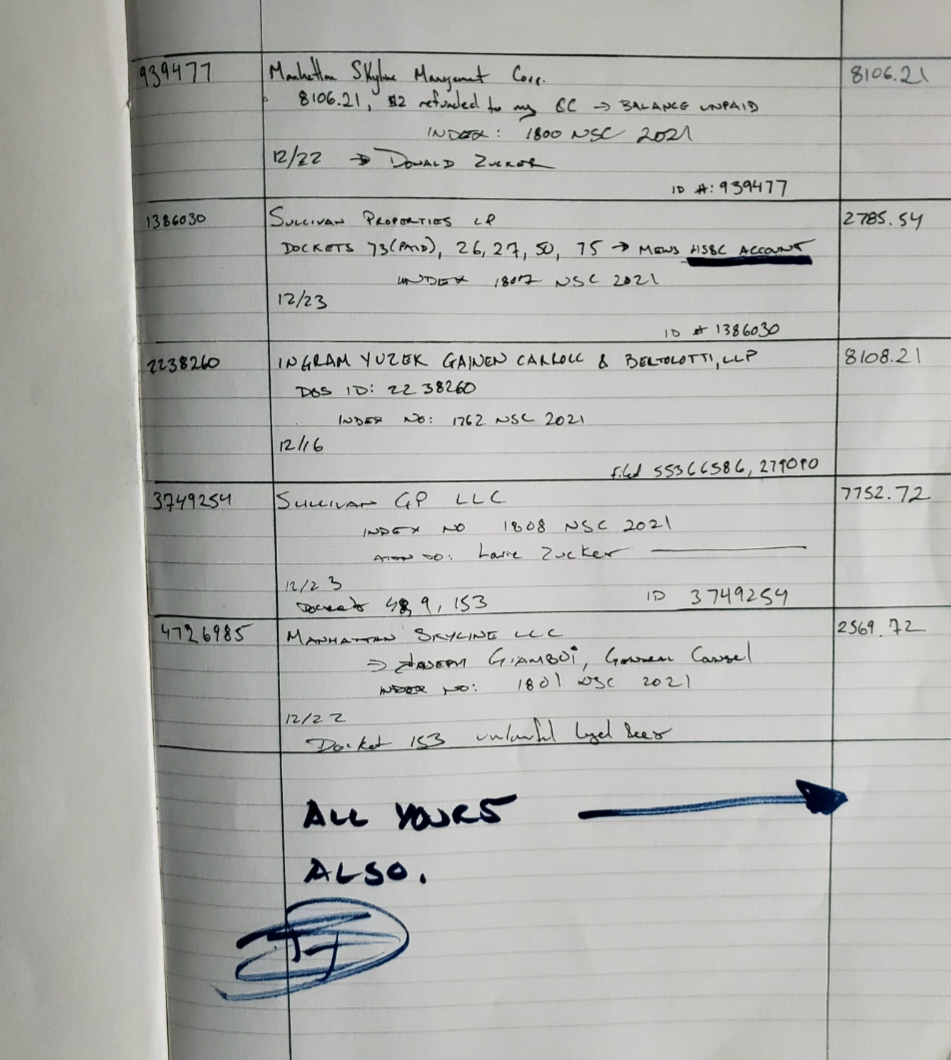 939477 Manhattan Skyline Management Corp. 8106.21
8106.21, $2 refunded to my CC → BALANCE UNPAID
INDEX: 1800 NSC 2021
12/22 → DONALD ZUCKER
ID #: 939477
1386030 SULLIVAN PROPERTIES LP 2785.54
DOCKETS 73(PAID), 26, 27, 50, 75 → MEWS HSBC ACCOUNT
INDEX 1807 NSC 2021
12/23
ID # 1386030
2238260 INGRAM YUZEK GAINEN CARROLL & BERTOLOTTI, LLP 8108.21
DOS ID: 2238260
INDEX NO: 1762 NSC 2021
12/16
filed 55366586, 279090
3749254 SULLIVAN GP LLC 7752.72
INDEX NO 1808 NSC 2021
Laurie Zucker
12/23
Dockets 9, 153 ID 3749254
4726985 MANHATTAN SKYLINE LLC 2569.72
⇒ JOSEPH GIAMBOI, General Counsel
INDEX NO: 1801 NSC 2021
12/22
Docket 153 unlawful legal fees
ALL YOURS →
ALSO.